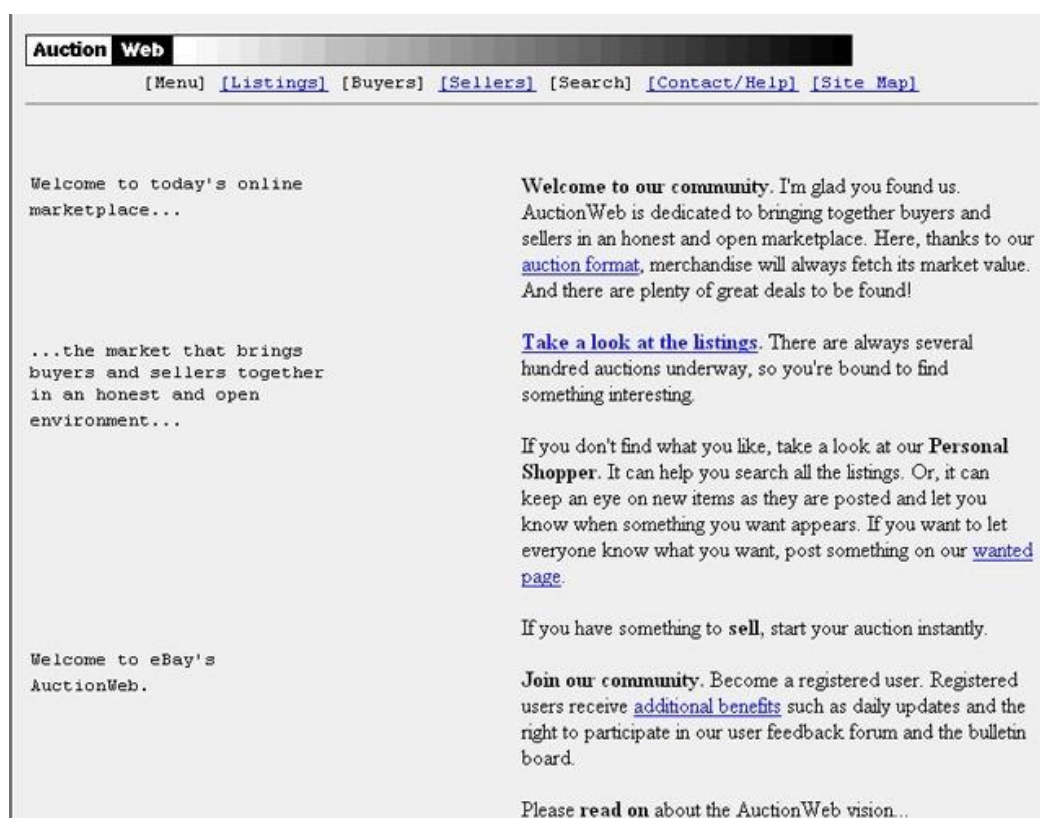 Auction Web
[Menu] [Listings] [Buyers] [Sellers] [Search] [Contact/Help] [Site Map]
Welcome to today's online
marketplace...
...the market that brings
buyers and sellers together
in an honest and open
environment...
Welcome to eBay's
AuctionWeb.
Welcome to our community. I'm glad you found us.
AuctionWeb is dedicated to bringing together buyers and
sellers in an honest and open marketplace. Here, thanks to our
auction format, merchandise will always fetch its market value.
And there are plenty of great deals to be found!
Take a look at the listings. There are always several
hundred auctions underway, so you're bound to find
something interesting.
If you don't find what you like, take a look at our Personal
Shopper. It can help you search all the listings. Or, it can
keep an eye on new items as they are posted and let you
know when something you want appears. If you want to let
everyone know what you want, post something on our wanted
page.
If you have something to sell, start your auction instantly.
Join our community. Become a registered user. Registered
users receive additional benefits such as daily updates and the
right to participate in our user feedback forum and the bulletin
board.
Please read on about the AuctionWeb vision...